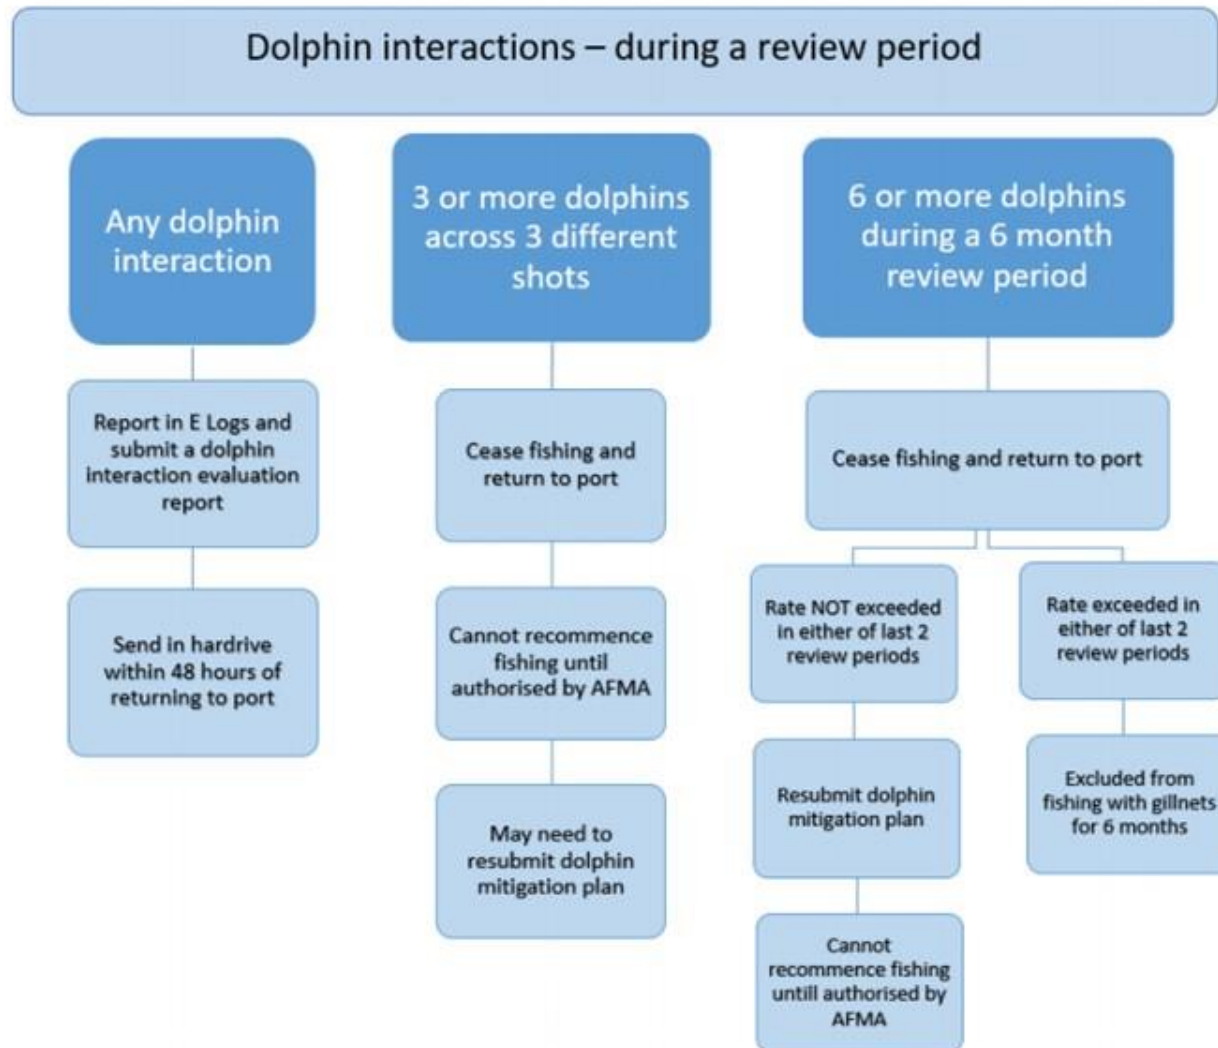 Dolphin interactions – during a review period
Any dolphin
interaction
Report in E Logs and
submit a dolphin
interaction evaluation
report
Send in hardrive
within 48 hours of
returning to port
3 or more dolphins
across 3 different
shots
Cease fishing and
return to port
Cannot recommence
fishing until
authorised by AFMA
May need to
resubmit dolphin
mitigation plan
6 or more dolphins
during a 6 month
review period
Cease fishing and return to port
Rate NOT exceeded
in either of last 2
review periods
Resubmit dolphin
mitigation plan
Cannot
recommence fishing
untill authorised by
AFMA
Rate exceeded in
either of last 2
review periods
Excluded from
fishing with gillnets
for 6 months